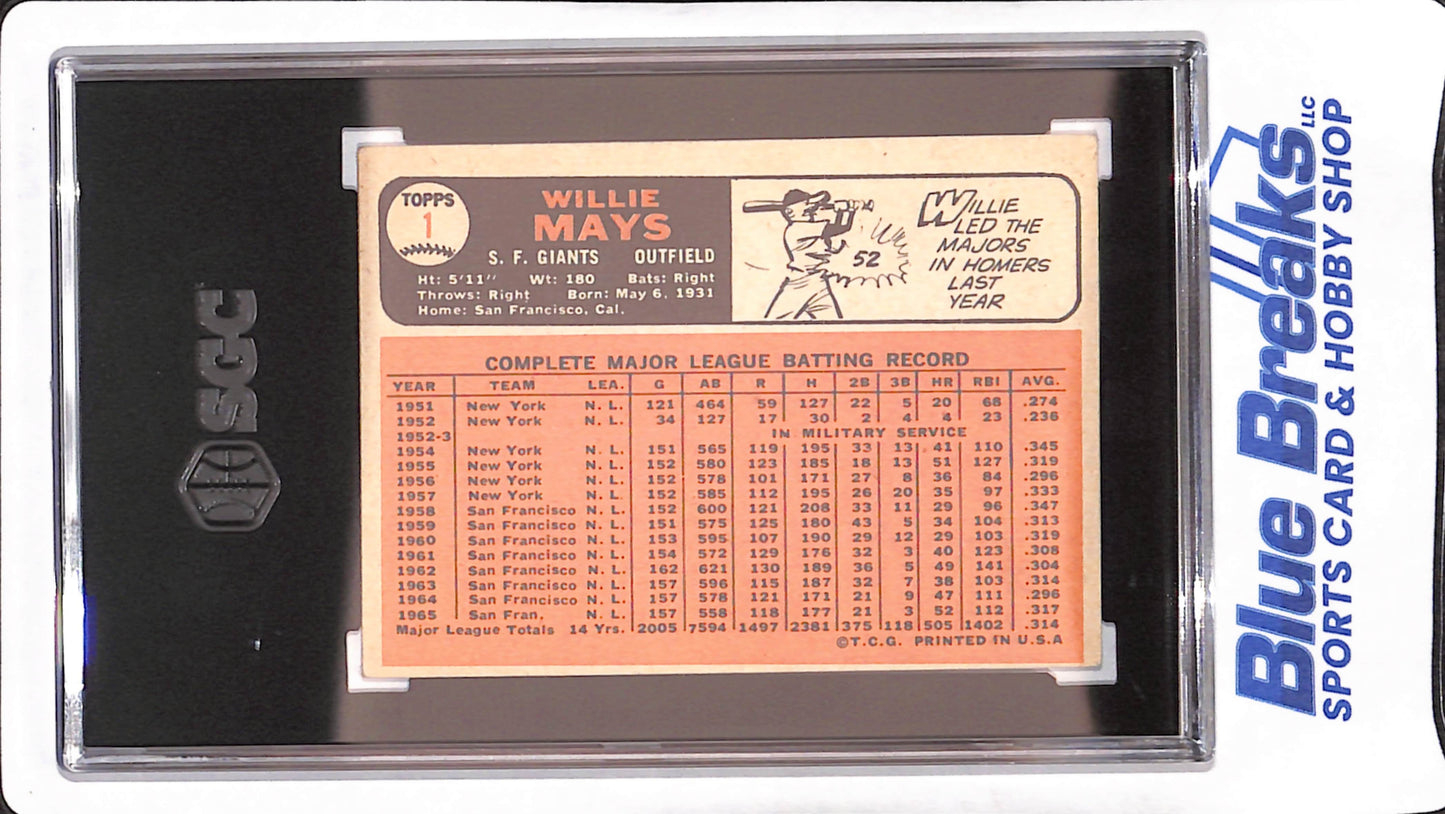 TOPPS
1
WILLIE
MAYS
S. F. GIANTS OUTFIELD
Ht: 5'11" Wt: 180 Bats: Right
Throws: Right Born: May 6, 1931
Home: San Francisco, Cal.
52
WILLIE
LED THE
MAJORS
IN HOMERS
LAST
YEAR
COMPLETE MAJOR LEAGUE BATTING RECORD
YEAR TEAM LEA. G AB R H 2B 3B HR RBI AVG.
1951 New York N. L. 121 464 59 127 22 5 20 68 .274
1952 New York N. L. 34 127 17 30 2 4 4 23 .236
1952-3 IN MILITARY SERVICE
1954 New York N. L. 151 565 119 195 33 13 41 110 .345
1955 New York N. L. 152 580 123 185 18 13 51 127 .319
1956 New York N. L. 152 578 101 171 27 8 36 84 .296
1957 New York N. L. 152 585 112 195 26 20 35 97 .333
1958 San Francisco N. L. 152 600 121 208 33 11 29 96 .347
1959 San Francisco N. L. 151 575 125 180 43 5 34 104 .313
1960 San Francisco N. L. 153 595 107 190 29 12 29 103 .319
1961 San Francisco N. L. 154 572 129 176 32 3 40 123 .308
1962 San Francisco N. L. 162 621 130 189 36 5 49 141 .304
1963 San Francisco N. L. 157 596 115 187 32 7 38 103 .314
1964 San Francisco N. L. 157 578 121 171 21 9 47 111 .296
1965 San Fran. N. L. 157 558 118 177 21 3 52 112 .317
Major League Totals 14 Yrs. 2005 7594 1497 2381 375 118 505 1402 .314
©T.C.G. PRINTED IN U.S.A
SGC
Blue Breaks LLC
SPORTS CARD & HOBBY SHOP